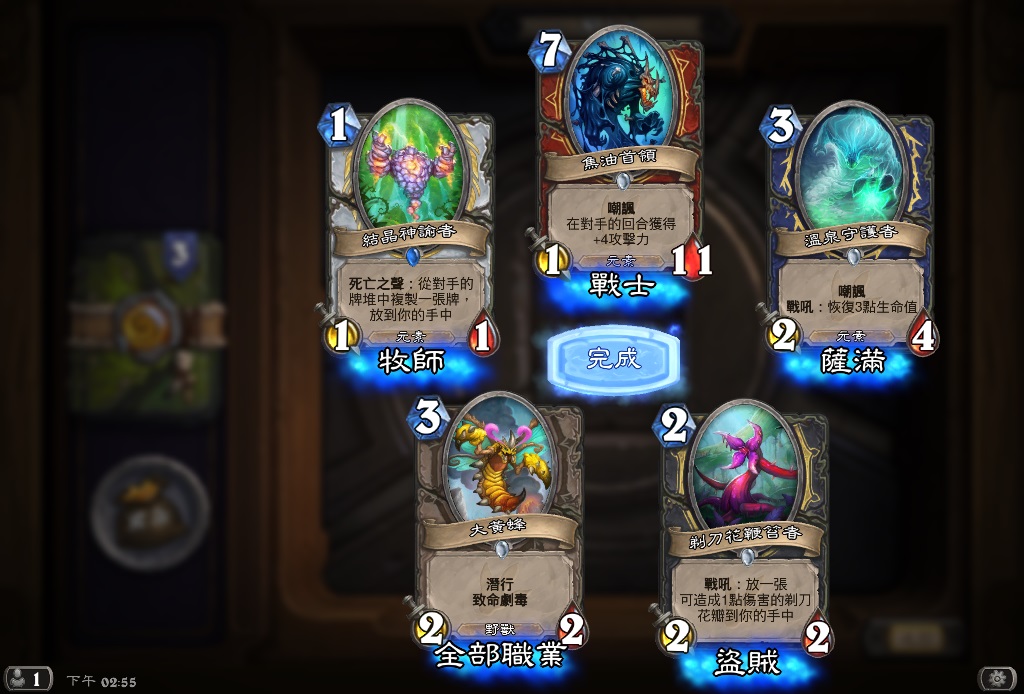 7
焦油首領
嘲諷
在對手的回合獲得
+4攻擊力
元素
1
11
戰士
1
結晶神諭者
死亡之聲：從對手的
牌堆中複製一張牌，
放到你的手中
元素
1
1
牧師
3
溫泉守護者
嘲諷
戰吼：恢復3點生命值
元素
2
4
薩滿
完成
3
3
大黃蜂
潛行
致命劇毒
野獸
2
2
全部職業
2
剃刀花鞭笞者
戰吼：放一張
可造成1點傷害的剃刀
花瓣到你的手中
2
2
盜賊
1
下午 02:55